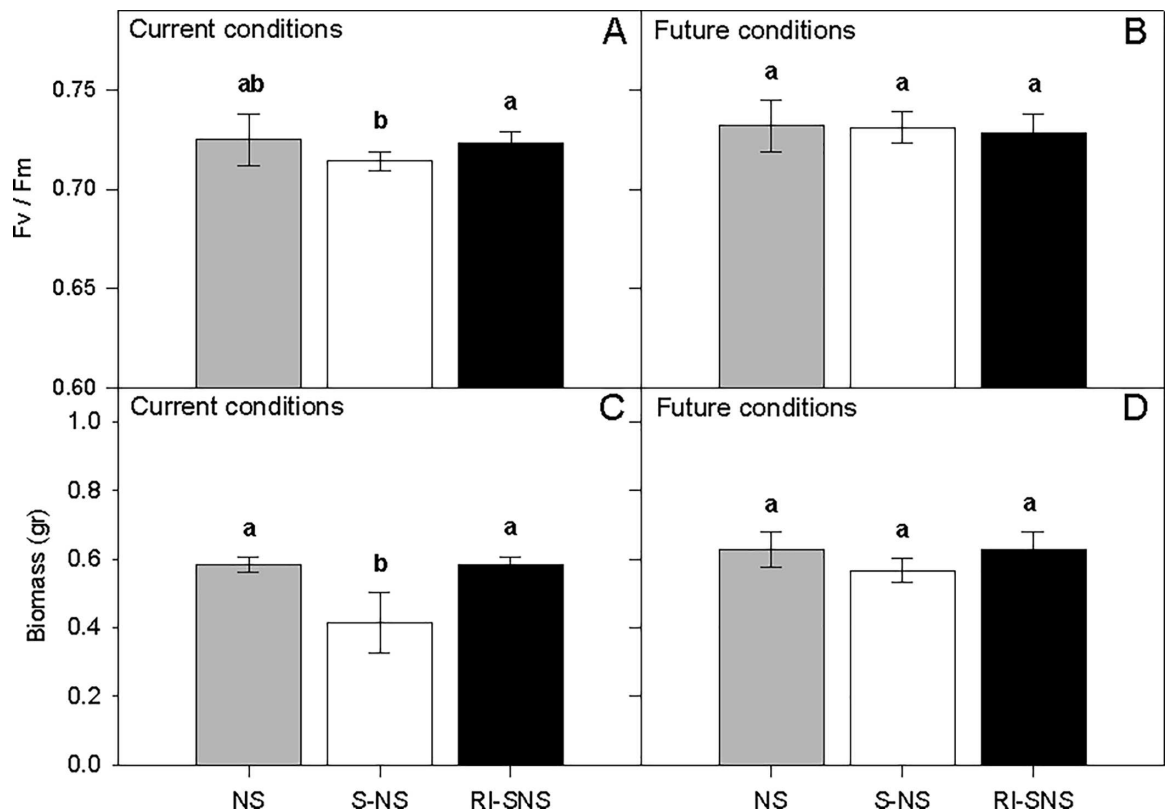 Current conditions A
Future conditions B
ab
b
a
a
a
a
0.75
0.70
0.65
0.60
Fv / Fm
Current conditions C
Future conditions D
a
b
a
a
a
a
1.0
0.8
0.6
0.4
0.2
0.0
Biomass (gr)
NS S-NS RI-SNS NS S-NS RI-SNS